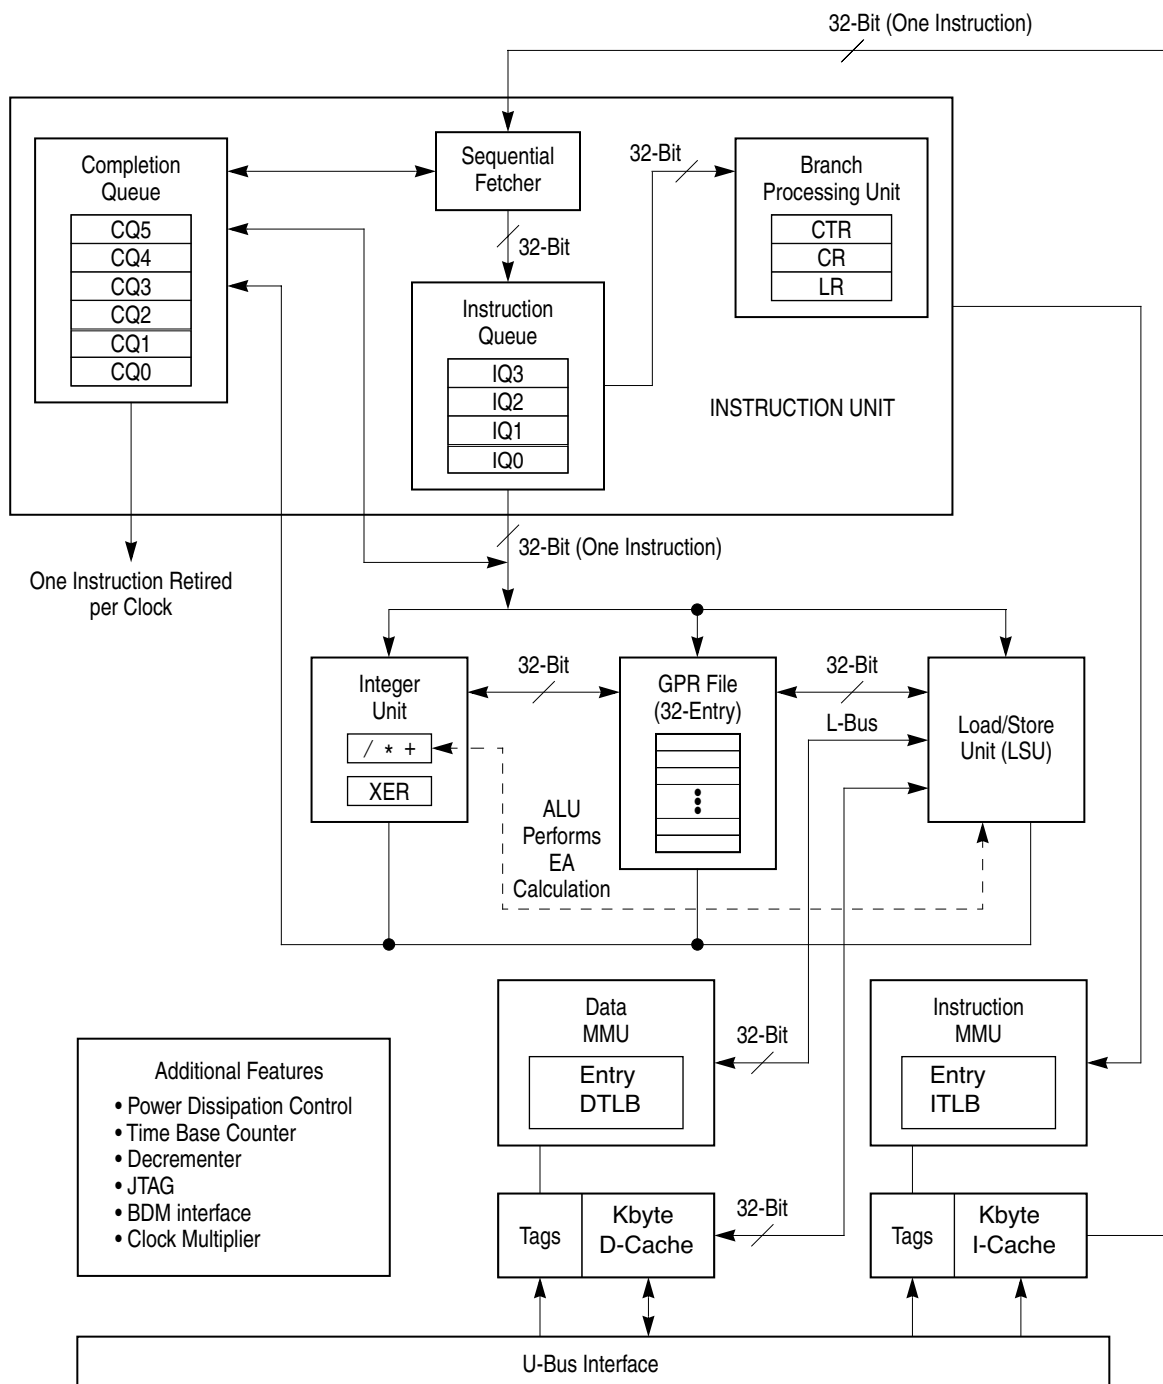 32-Bit (One Instruction)
Completion
Queue
CQ5
CQ4
CQ3
CQ2
CQ1
CQ0
Sequential
Fetcher
32-Bit
32-Bit
Branch
Processing Unit
CTR
CR
LR
Instruction
Queue
IQ3
IQ2
IQ1
IQ0
INSTRUCTION UNIT
32-Bit (One Instruction)
One Instruction Retired
per Clock
Integer
Unit
/ * +
XER
32-Bit
GPR File
(32-Entry)
32-Bit
L-Bus
Load/Store
Unit (LSU)
ALU
Performs
EA
Calculation
Data
MMU
Entry
DTLB
32-Bit
Instruction
MMU
Entry
ITLB
Additional Features
• Power Dissipation Control
• Time Base Counter
• Decrementer
• JTAG
• BDM interface
• Clock Multiplier
Tags
Kbyte
D-Cache
32-Bit
Tags
Kbyte
I-Cache
U-Bus Interface